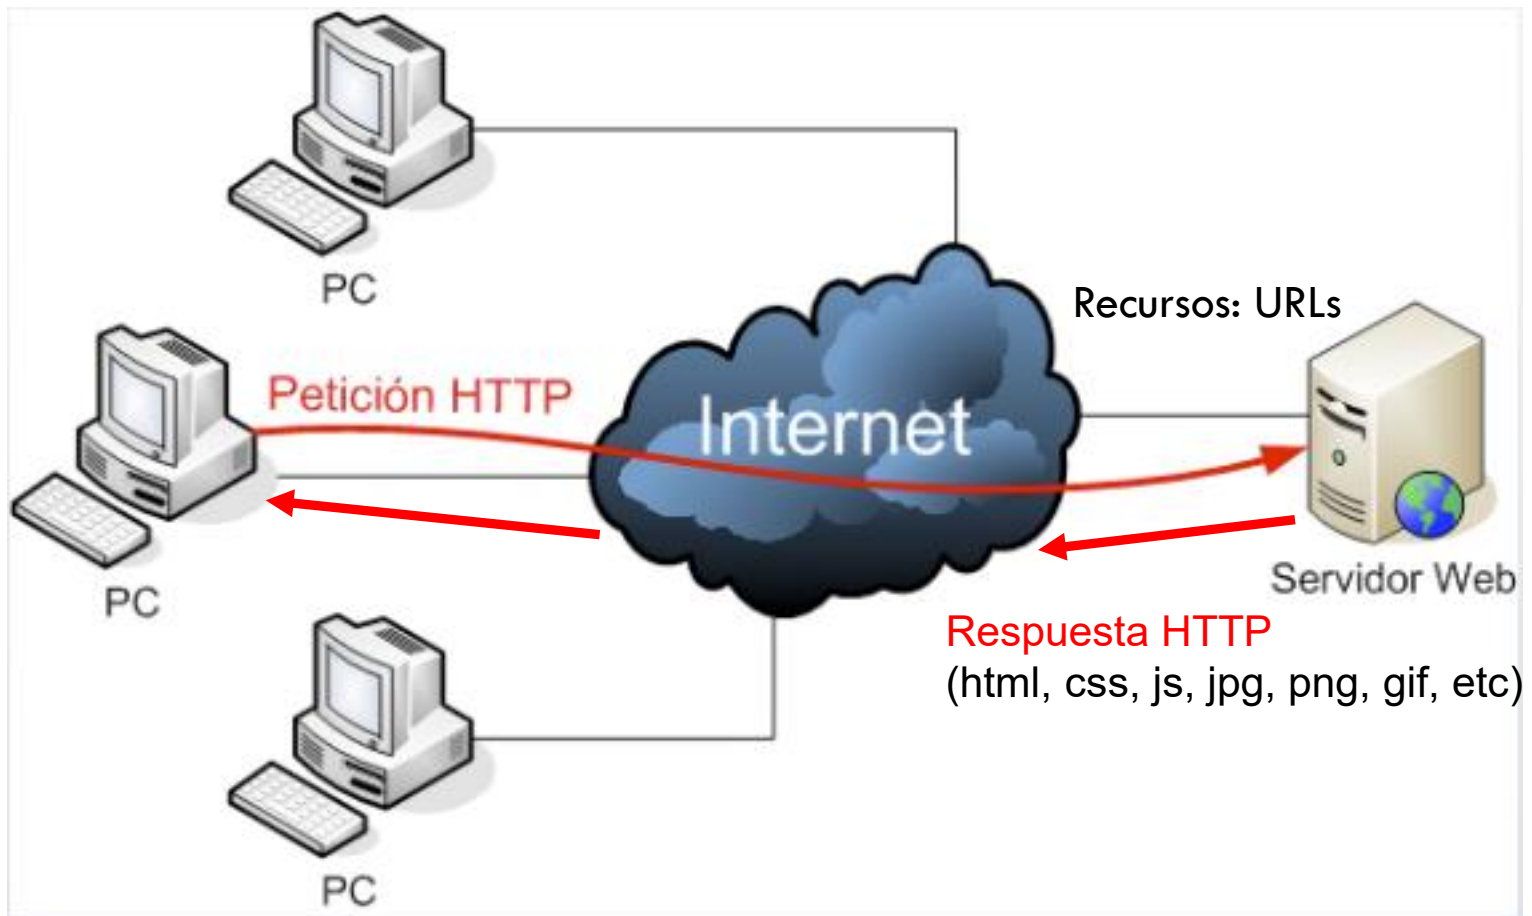 PC
Recursos: URLs
Petición HTTP
Internet
PC
Servidor Web
Respuesta HTTP
(html, css, js, jpg, png, gif, etc)
PC